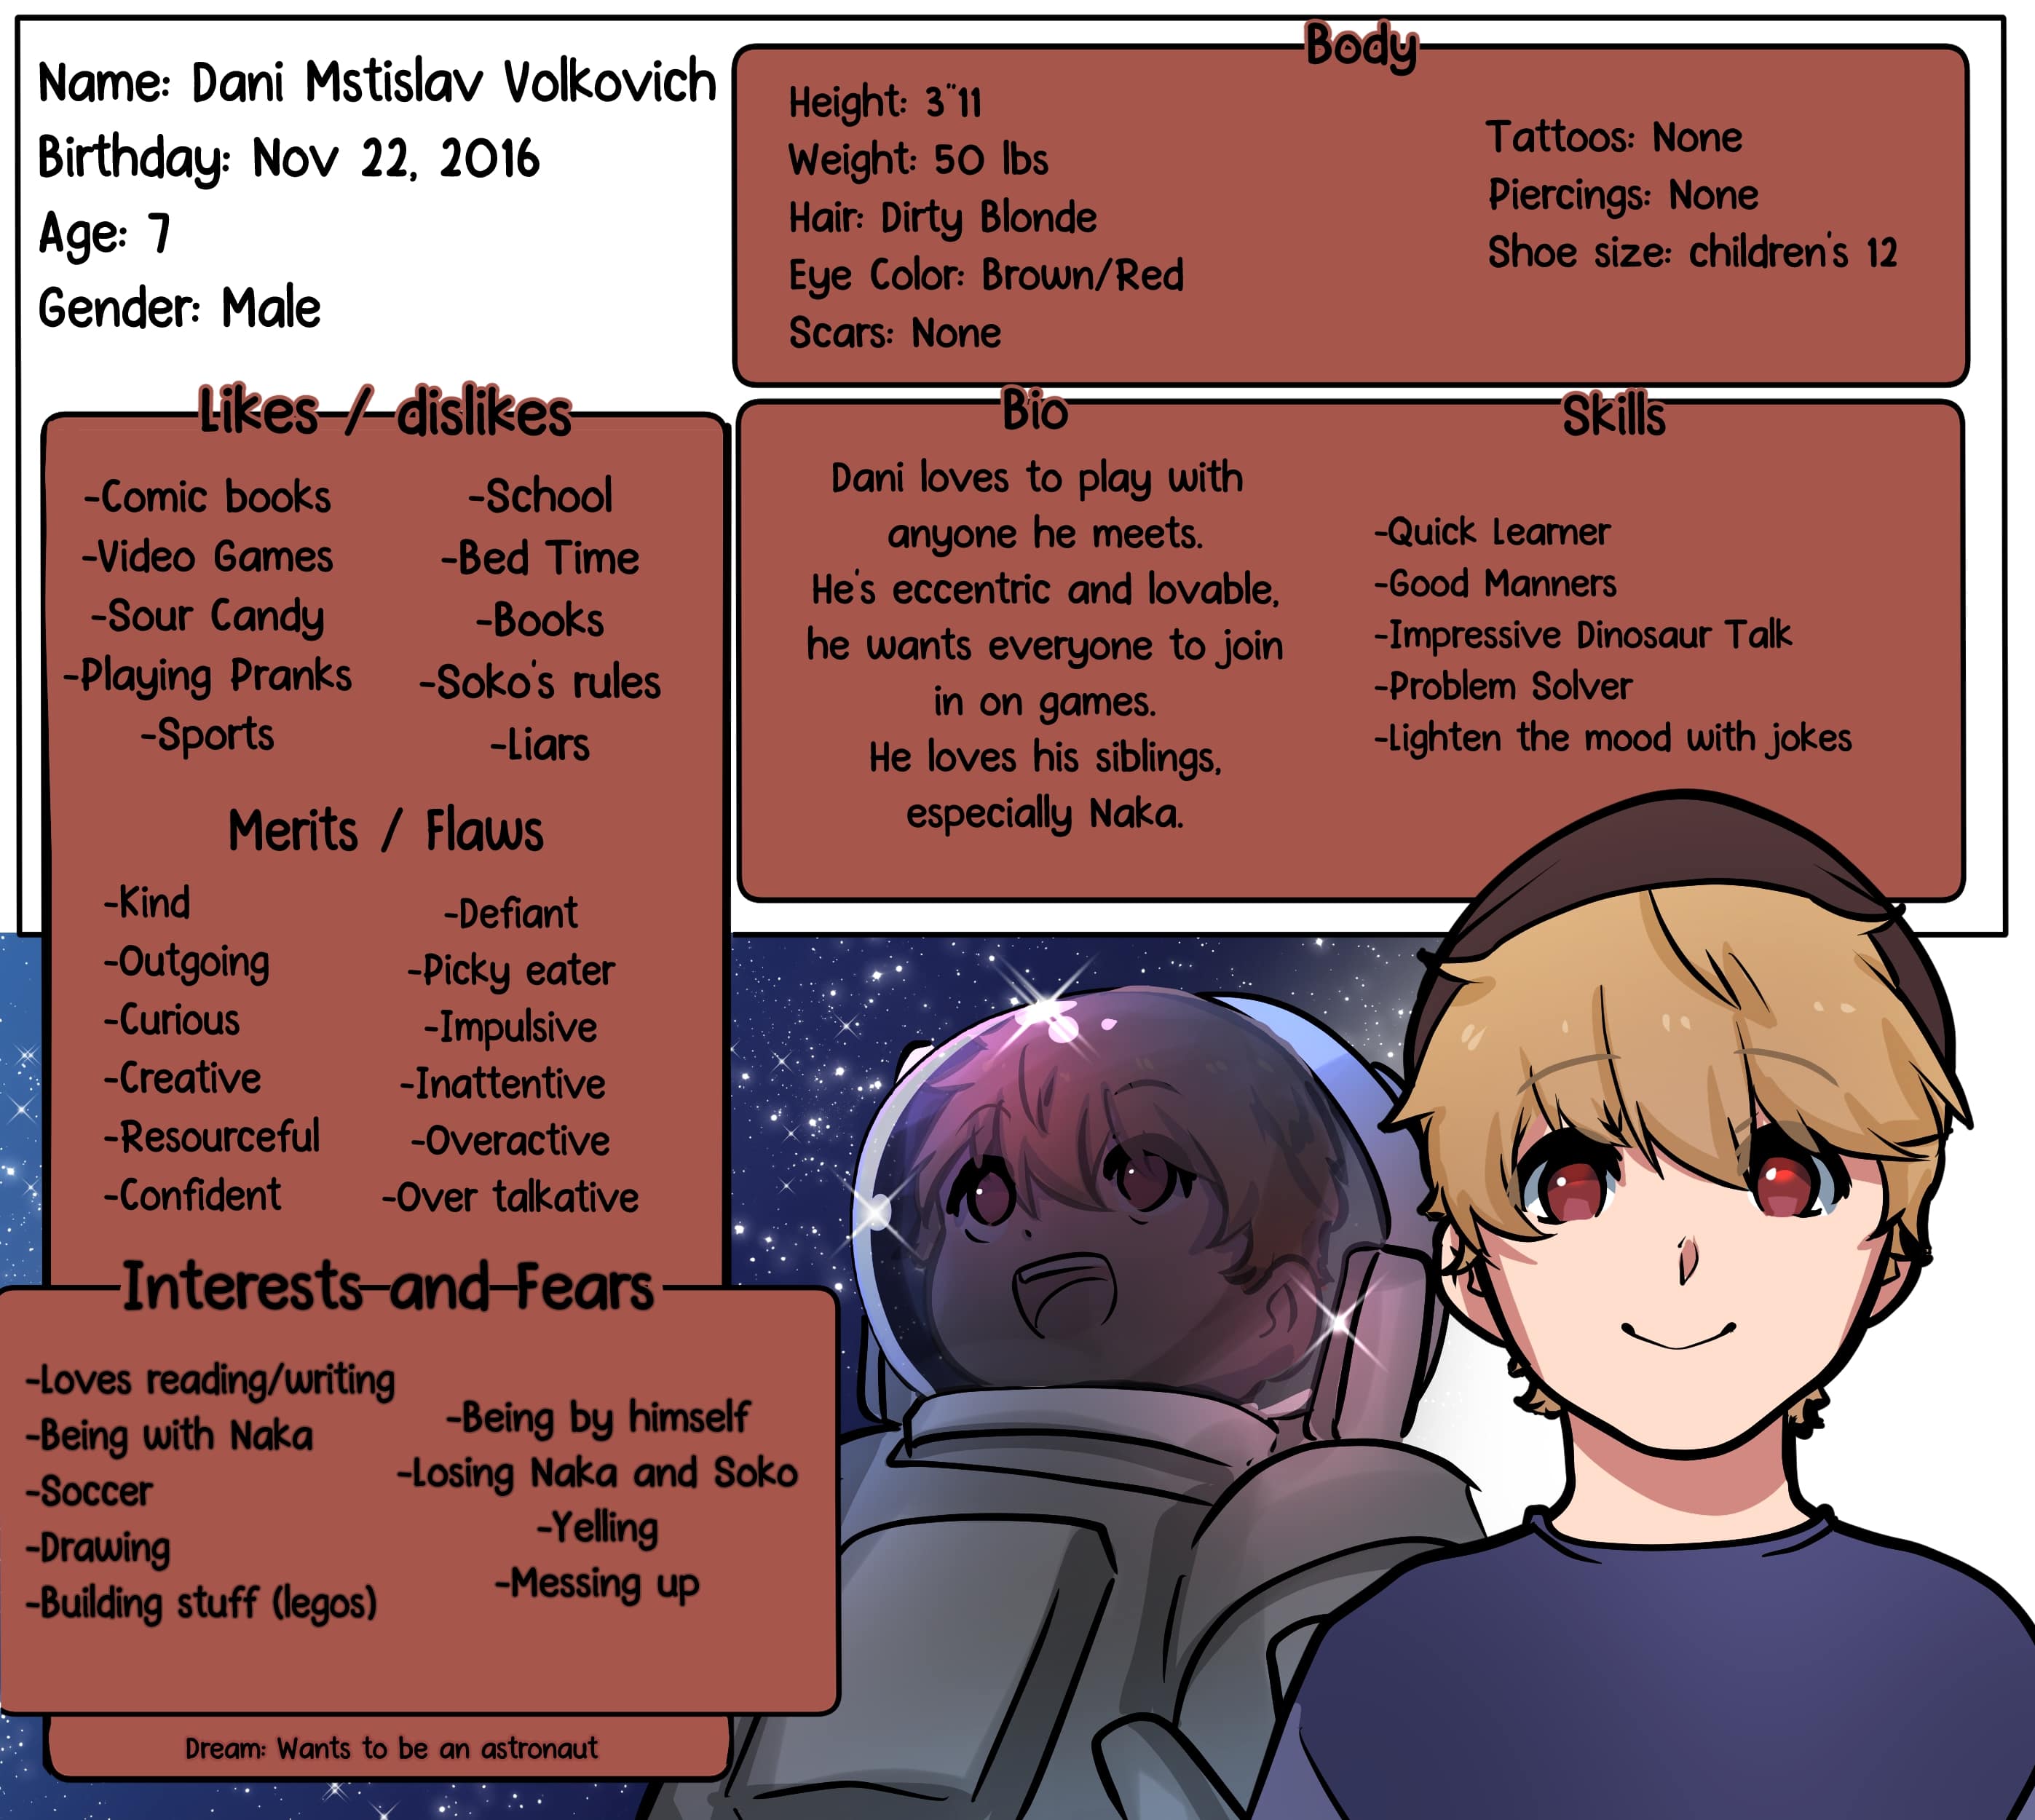 Name: Dani Mstislav Volkovich
Birthday: Nov 22, 2016
Age: 7
Gender: Male
Body
Height: 3"11
Weight: 50 lbs
Hair: Dirty Blonde
Eye Color: Brown/Red
Scars: None
Tattoos: None
Piercings: None
Shoe size: children's 12
Likes / dislikes
-Comic books
-Video Games
-Sour Candy
-Playing Pranks
-Sports
-School
-Bed Time
-Books
-Soko's rules
-Liars
Merits / Flaws
-Kind
-Outgoing
-Curious
-Creative
-Resourceful
-Confident
-Defiant
-Picky eater
-Impulsive
-Inattentive
-Overactive
-Over talkative
Bio
Dani loves to play with
anyone he meets.
He's eccentric and lovable,
he wants everyone to join
in on games.
He loves his siblings,
especially Naka.
Skills
-Quick Learner
-Good Manners
-Impressive Dinosaur Talk
-Problem Solver
-Lighten the mood with jokes
Interests and Fears
-Loves reading/writing
-Being with Naka
-Soccer
-Drawing
-Building stuff (legos)
-Being by himself
-Losing Naka and Soko
-Yelling
-Messing up
Dream: Wants to be an astronaut